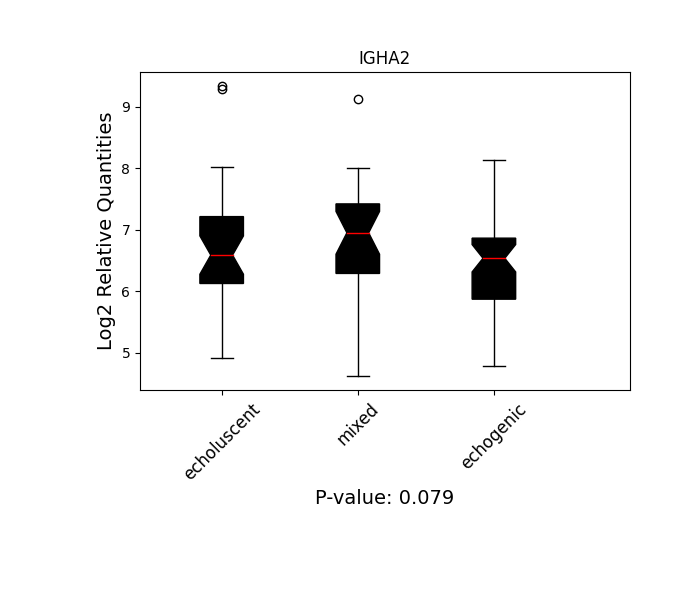 IGHA2
Log2 Relative Quantities
9
8
7
6
5
echoluscent
mixed
echogenic
P-value: 0.079